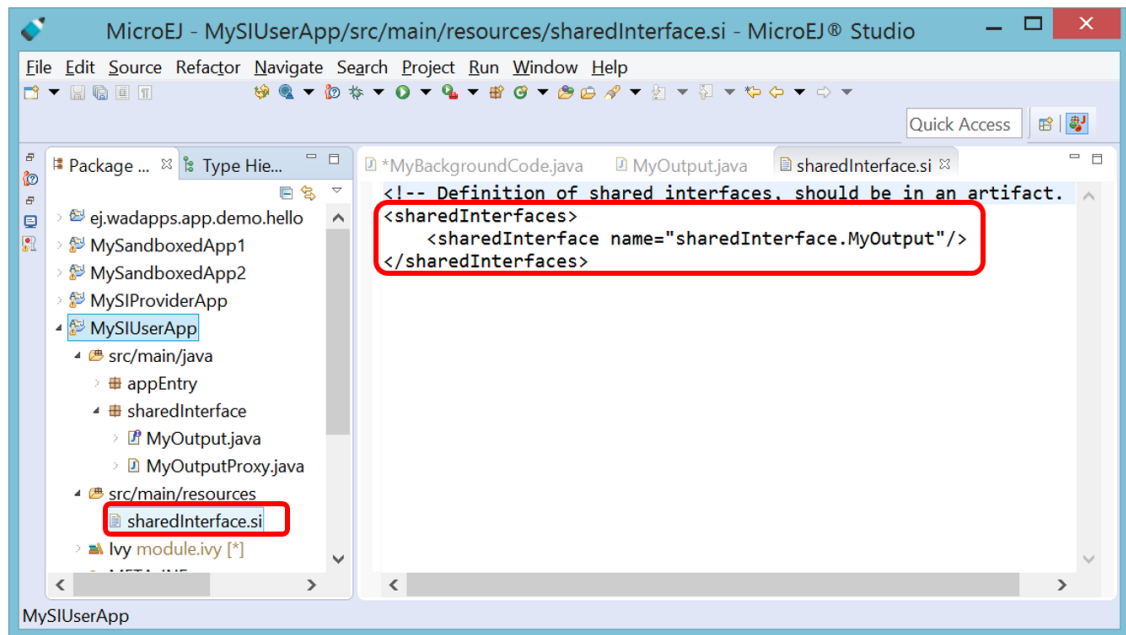 MicroEJ - MySIUserApp/src/main/resources/sharedInterface.si - MicroEJ® Studio
File Edit Source Refactor Navigate Search Project Run Window Help
Quick Access
Package ...
Type Hie...
*MyBackgroundCode.java
MyOutput.java
sharedInterface.si
ej.wadapps.app.demo.hello
MySandboxedApp1
MySandboxedApp2
MySIProviderApp
MySIUserApp
src/main/java
appEntry
sharedInterface
MyOutput.java
MyOutputProxy.java
src/main/resources
sharedInterface.si
Ivy module.ivy [*]
<!-- Definition of shared interfaces, should be in an artifact.
<sharedInterfaces>
<sharedInterface name="sharedInterface.MyOutput"/>
</sharedInterfaces>
MySIUserApp